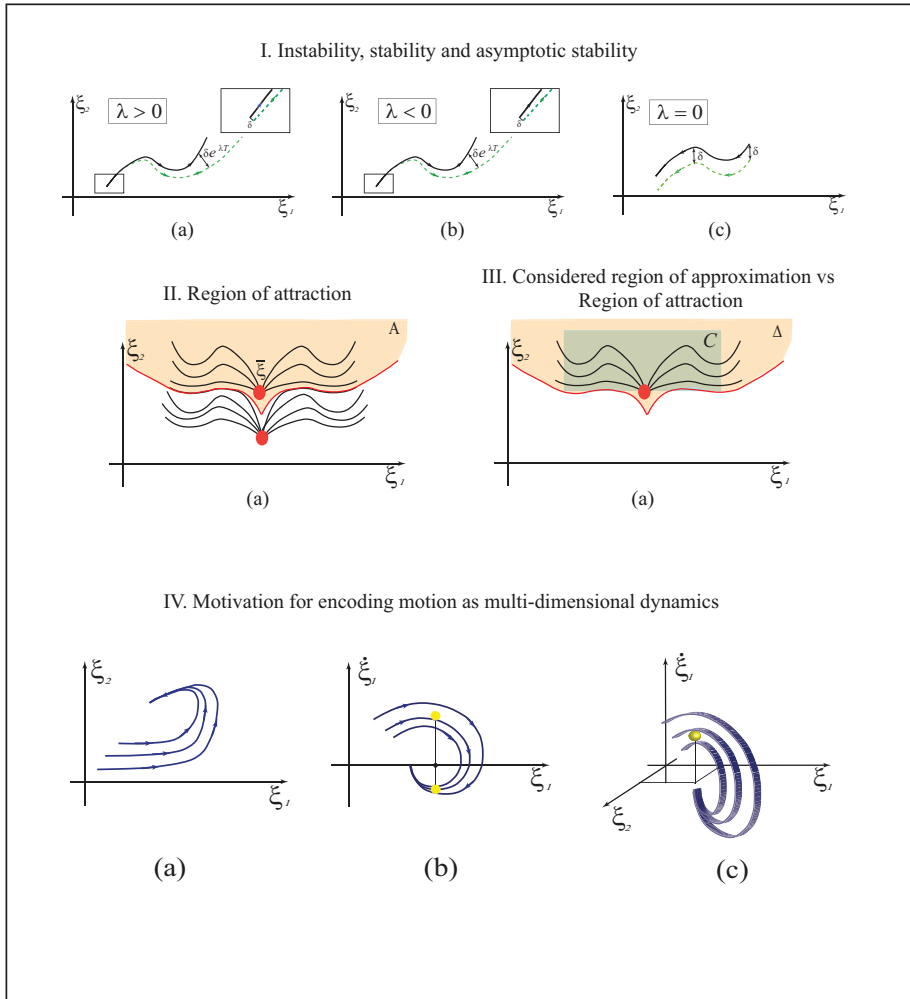 I. Instability, stability and asymptotic stability
ξ₂ λ > 0 δ δe^λT ξ₁
(a)
ξ₂ λ < 0 δ δe^λT ξ₁
(b)
ξ₂ λ = 0 δ δ ξ₁
(c)
II. Region of attraction
A
ξ₂ ξ̄ ξ₁
(a)
III. Considered region of approximation vs
Region of attraction
C Δ
ξ₂ ξ₁
(a)
IV. Motivation for encoding motion as multi-dimensional dynamics
ξ₂ ξ₁
(a)
ξ̇₁ ξ₁
(b)
ξ̇₁ ξ₁ ξ₂
(c)